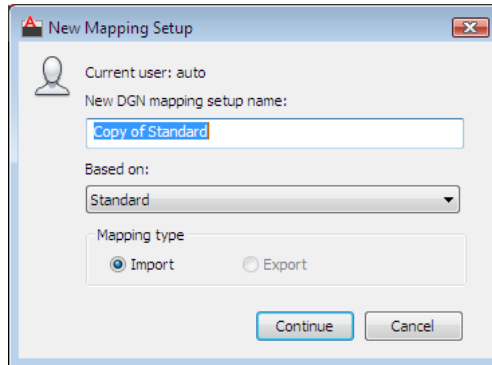 New Mapping Setup
Current user: auto
New DGN mapping setup name:
Copy of Standard
Based on:
Standard
Mapping type
Import
Export
Continue
Cancel